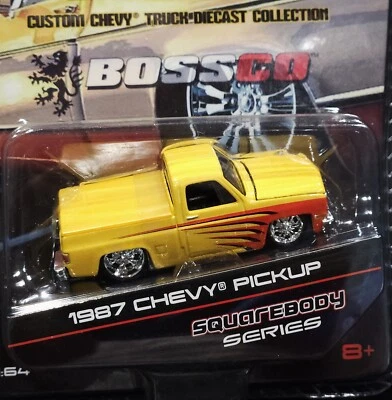 CUSTOM CHEVY® TRUCK DIECAST COLLECTION
BOSSCO
1987 CHEVY® PICKUP
SQUAREBODY
SERIES
8+
:64